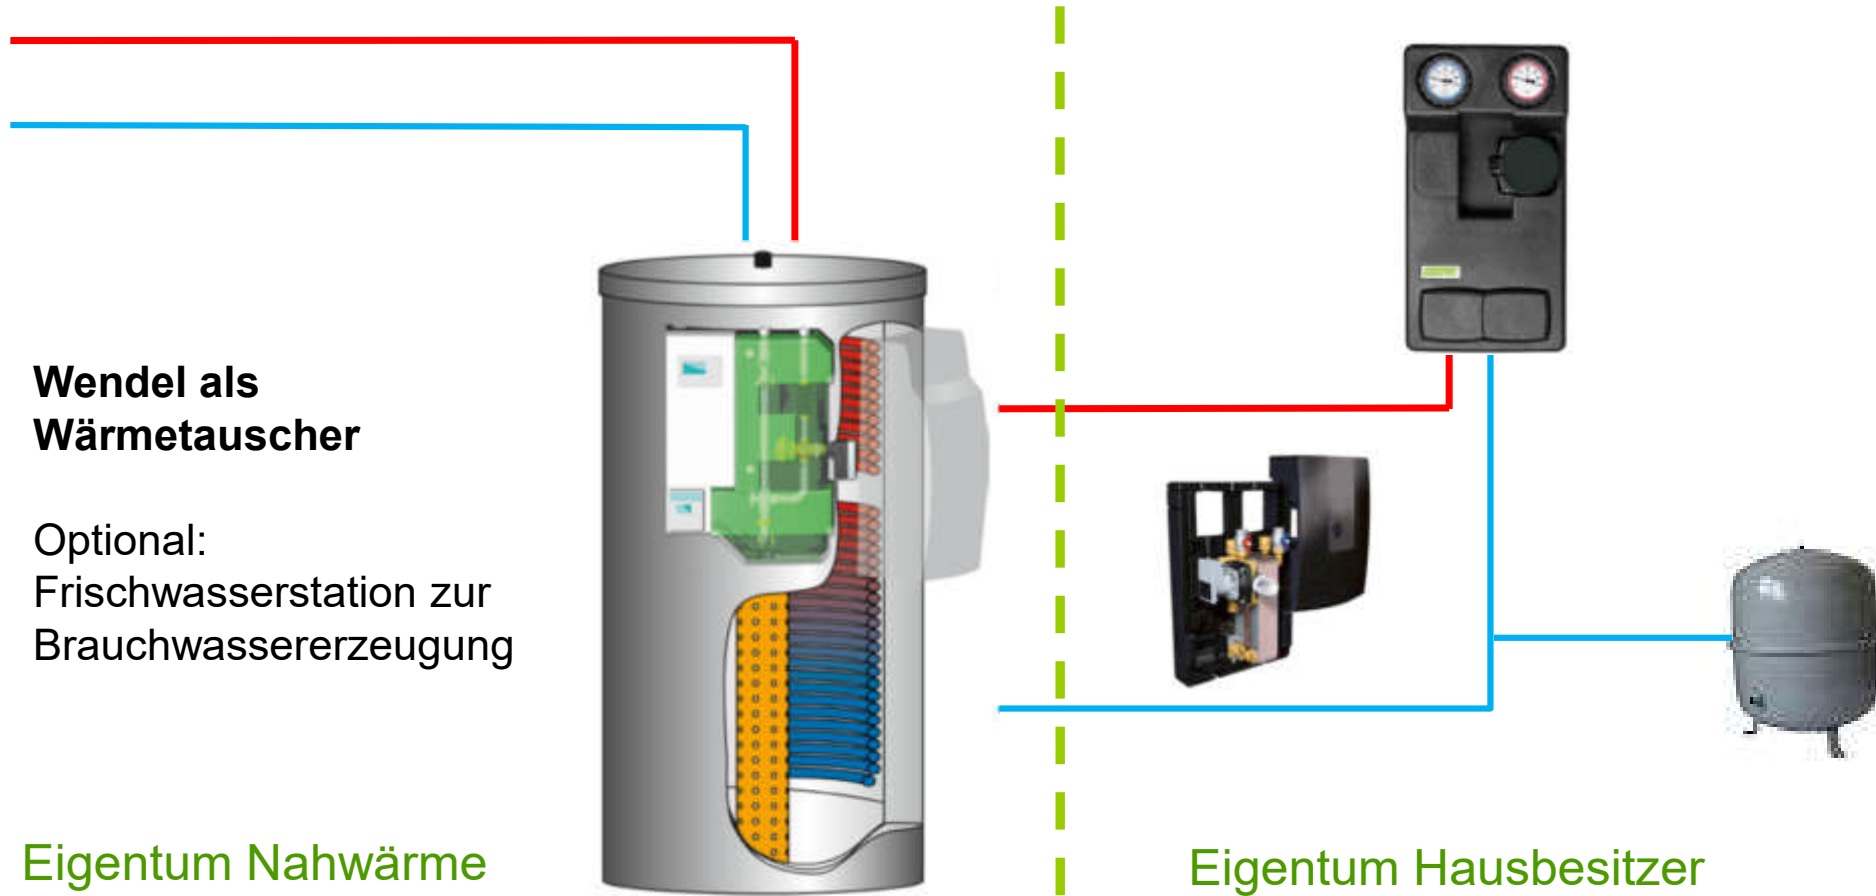 Wendel als
Wärmetauscher
Optional:
Frischwasserstation zur
Brauchwassererzeugung
Eigentum Nahwärme
Eigentum Hausbesitzer